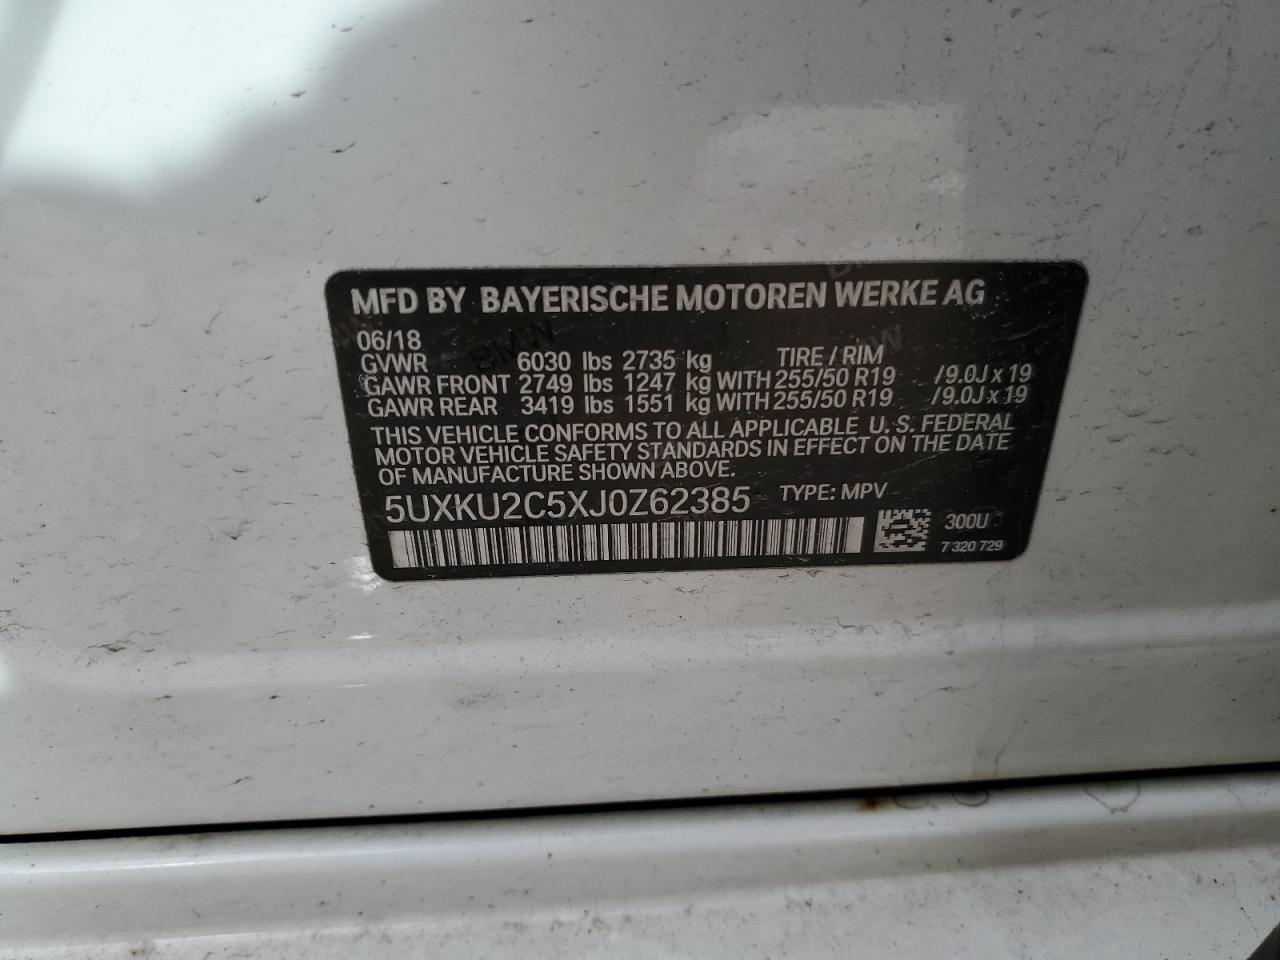 MFD BY BAYERISCHE MOTOREN WERKE AG
06/18
GVWR 6030 lbs 2735 kg TIRE / RIM
GAWR FRONT 2749 lbs 1247 kg WITH 255/50 R19 /9.0J x 19
GAWR REAR 3419 lbs 1551 kg WITH 255/50 R19 /9.0J x 19
THIS VEHICLE CONFORMS TO ALL APPLICABLE U.S. FEDERAL
MOTOR VEHICLE SAFETY STANDARDS IN EFFECT ON THE DATE
OF MANUFACTURE SHOWN ABOVE.
5UXKU2C5XJ0Z62385 TYPE: MPV
300U
7 320 729